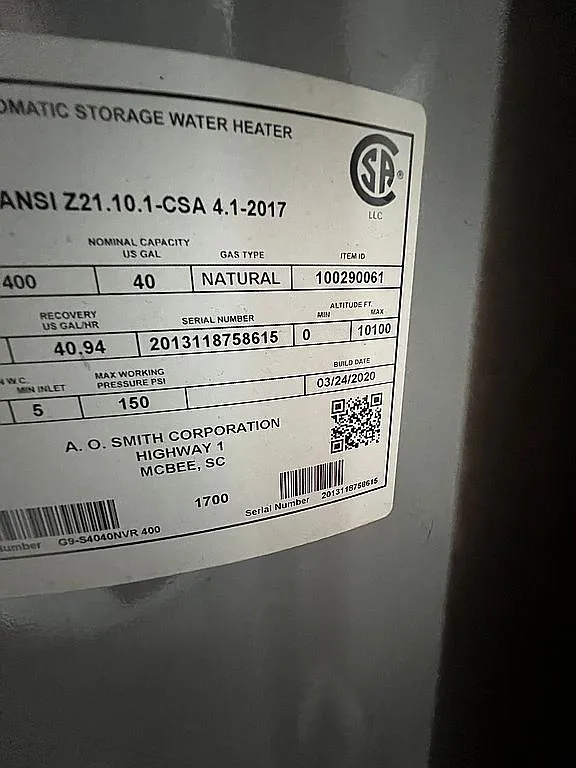 OMATIC STORAGE WATER HEATER
SA ®
LLC
ANSI Z21.10.1-CSA 4.1-2017
NOMINAL CAPACITY
US GAL
GAS TYPE
ITEM ID
400
40
NATURAL
100290061
RECOVERY
US GAL/HR
SERIAL NUMBER
ALTITUDE FT.
MIN
MAX
40.94
2013118758615
0
10100
W.C.
MIN INLET
MAX WORKING
PRESSURE PSI
BUILD DATE
5
150
03/24/2020
A. O. SMITH CORPORATION
HIGHWAY 1
MCBEE, SC
1700
Serial Number
2013118758615
umber
G9-S4040NVR 400